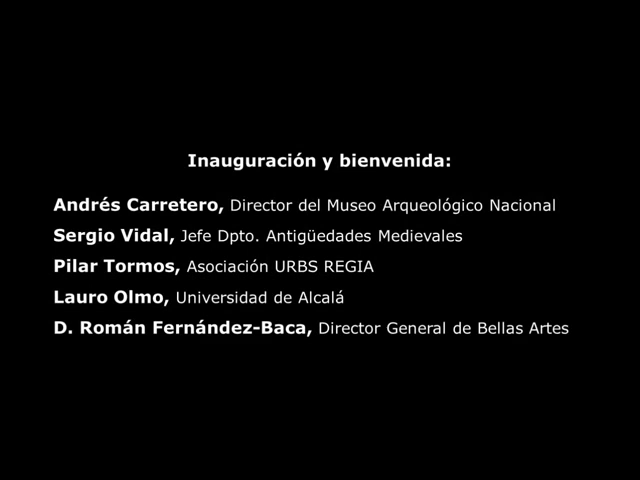 Inauguración y bienvenida:
Andrés Carretero, Director del Museo Arqueológico Nacional
Sergio Vidal, Jefe Dpto. Antigüedades Medievales
Pilar Tormos, Asociación URBS REGIA
Lauro Olmo, Universidad de Alcalá
D. Román Fernández-Baca, Director General de Bellas Artes